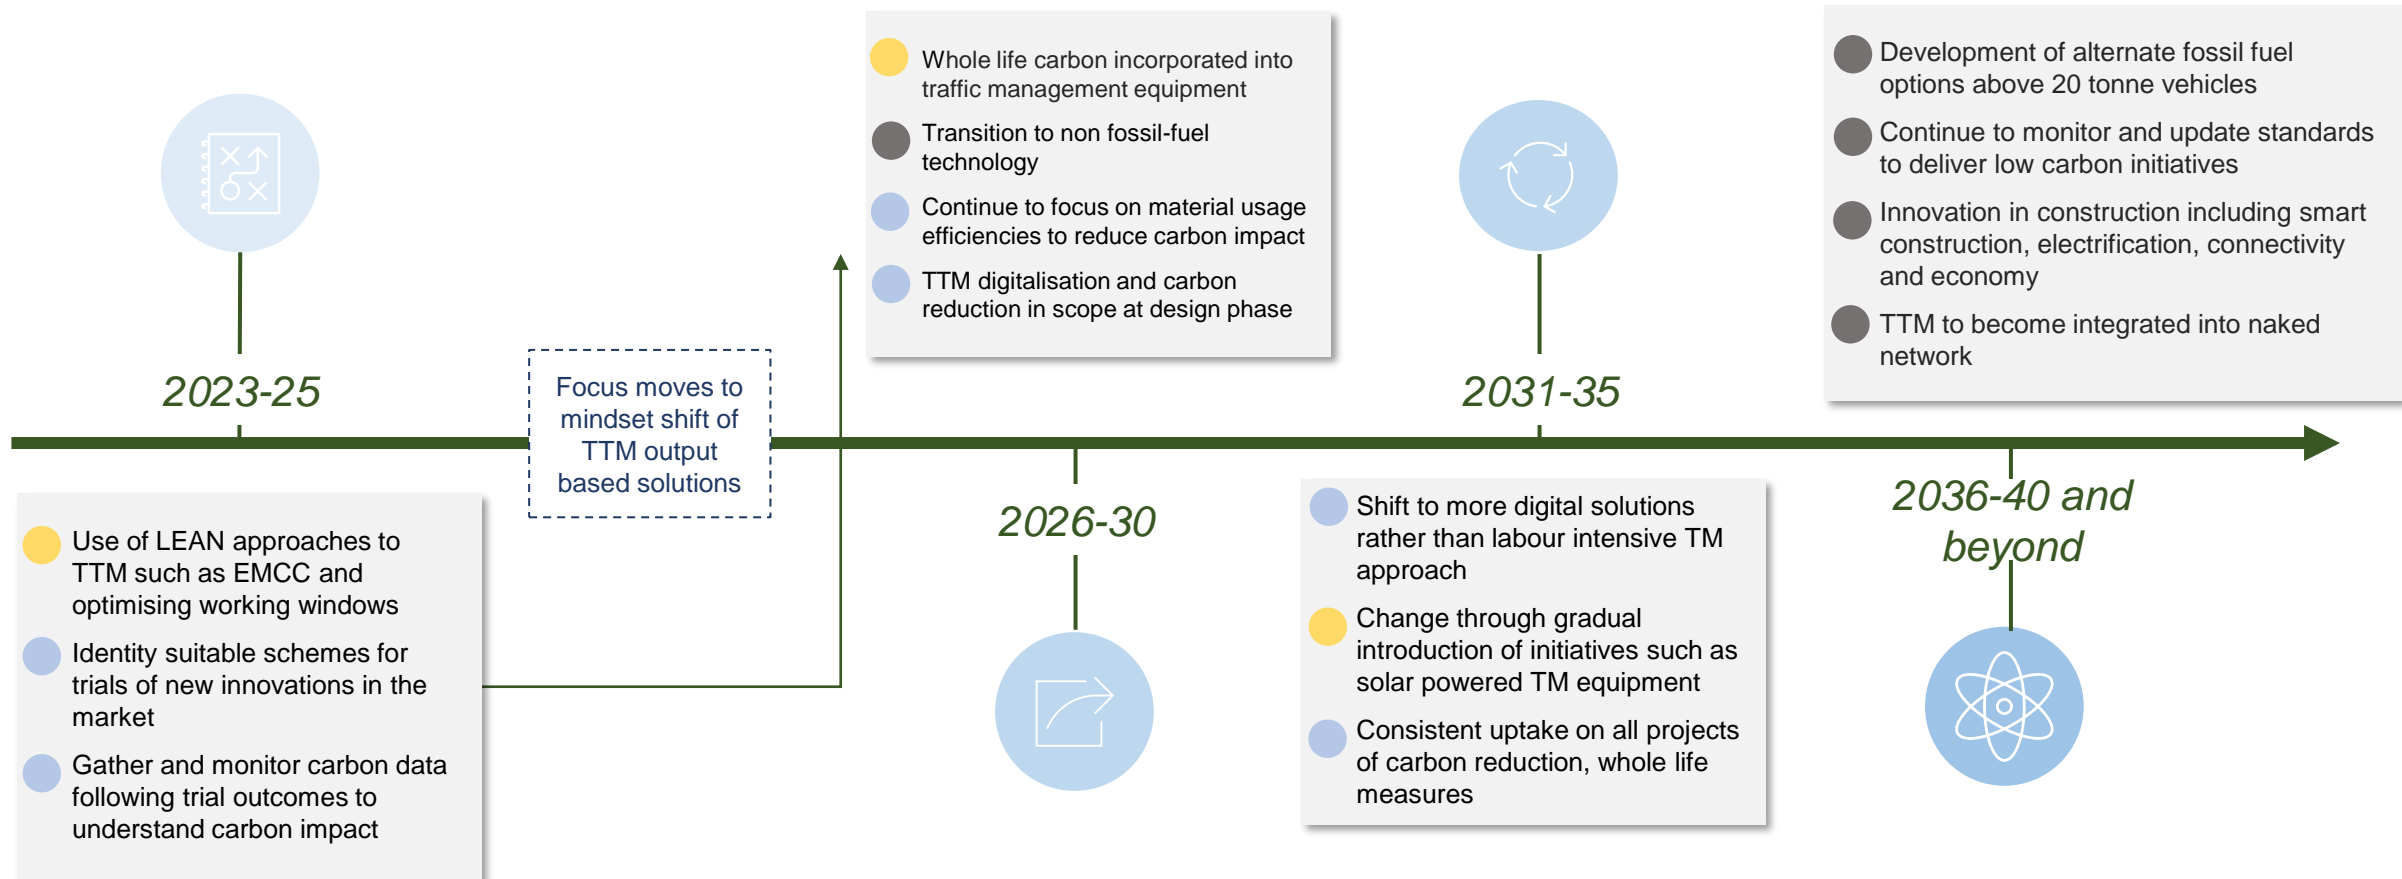 2023-25
Use of LEAN approaches to
TTM such as EMCC and
optimising working windows
Identity suitable schemes for
trials of new innovations in the
market
Gather and monitor carbon data
following trial outcomes to
understand carbon impact
Focus moves to
mindset shift of
TTM output
based solutions
Whole life carbon incorporated into
traffic management equipment
Transition to non fossil-fuel
technology
Continue to focus on material usage
efficiencies to reduce carbon impact
TTM digitalisation and carbon
reduction in scope at design phase
2026-30
2031-35
Shift to more digital solutions
rather than labour intensive TM
approach
Change through gradual
introduction of initiatives such as
solar powered TM equipment
Consistent uptake on all projects
of carbon reduction, whole life
measures
Development of alternate fossil fuel
options above 20 tonne vehicles
Continue to monitor and update standards
to deliver low carbon initiatives
Innovation in construction including smart
construction, electrification, connectivity
and economy
TTM to become integrated into naked
network
2036-40 and
beyond